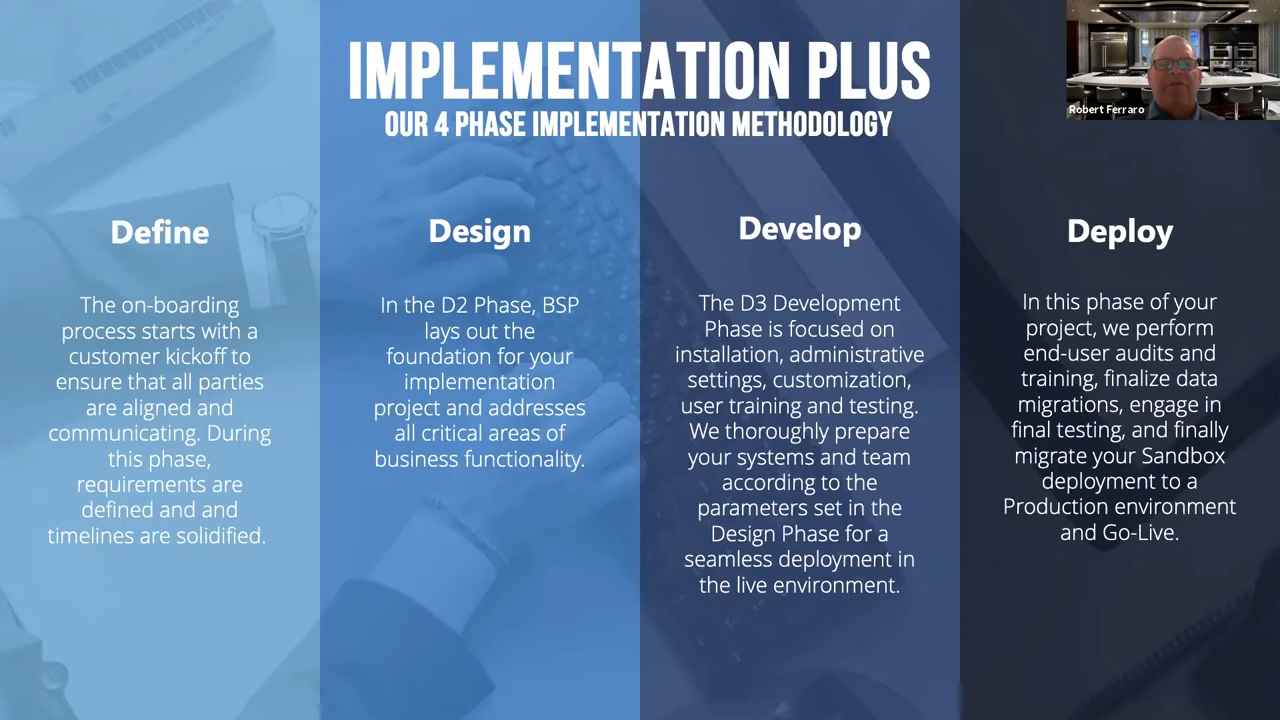 IMPLEMENTATION PLUS
OUR 4 PHASE IMPLEMENTATION METHODOLOGY
Robert Ferraro
Define
The on-boarding
process starts with a
customer kickoff to
ensure that all parties
are aligned and
communicating. During
this phase,
requirements are
defined and and
timelines are solidified.
Design
In the D2 Phase, BSP
lays out the
foundation for your
implementation
project and addresses
all critical areas of
business functionality.
Develop
The D3 Development
Phase is focused on
installation, administrative
settings, customization,
user training and testing.
We thoroughly prepare
your systems and team
according to the
parameters set in the
Design Phase for a
seamless deployment in
the live environment.
Deploy
In this phase of your
project, we perform
end-user audits and
training, finalize data
migrations, engage in
final testing, and finally
migrate your Sandbox
deployment to a
Production environment
and Go-Live.